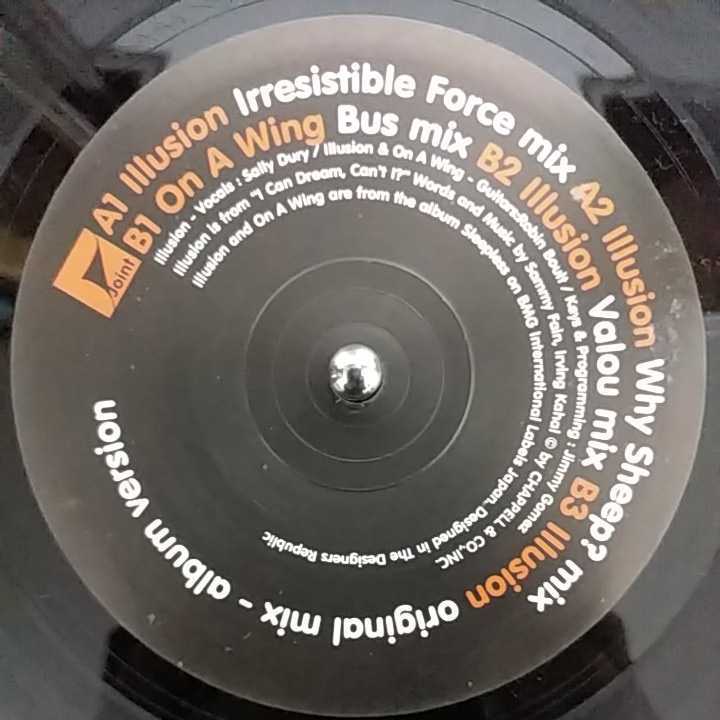 Joint
A1 Illusion Irresistible Force mix A2 Illusion Why Sheep? mix
B1 On A Wing Bus mix B2 Illusion Valou mix B3 Illusion original mix - album version
Illusion - Vocals : Sally Dury / Illusion & On A Wing - Guitars:Robin Boult / Keys & Programming : Jimmy Gomez
Illusion is from "I Can Dream, Can't I?" Words and Music by Sammy Fain, Irving Kahal © by CHAPPELL & CO.,INC.
Illusion and On A Wing are from the album Sleepless on BMG International Labels Japan. Designed in The Designers Republic